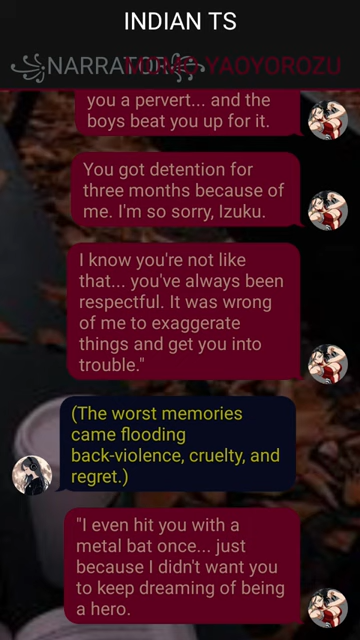 INDIAN TS
NARRATOR
MOMO YAOYOROZU
you a pervert... and the
boys beat you up for it.
You got detention for
three months because of
me. I'm so sorry, Izuku.
I know you're not like
that... you've always been
respectful. It was wrong
of me to exaggerate
things and get you into
trouble."
(The worst memories
came flooding
back-violence, cruelty, and
regret.)
"I even hit you with a
metal bat once... just
because I didn't want you
to keep dreaming of being
a hero.